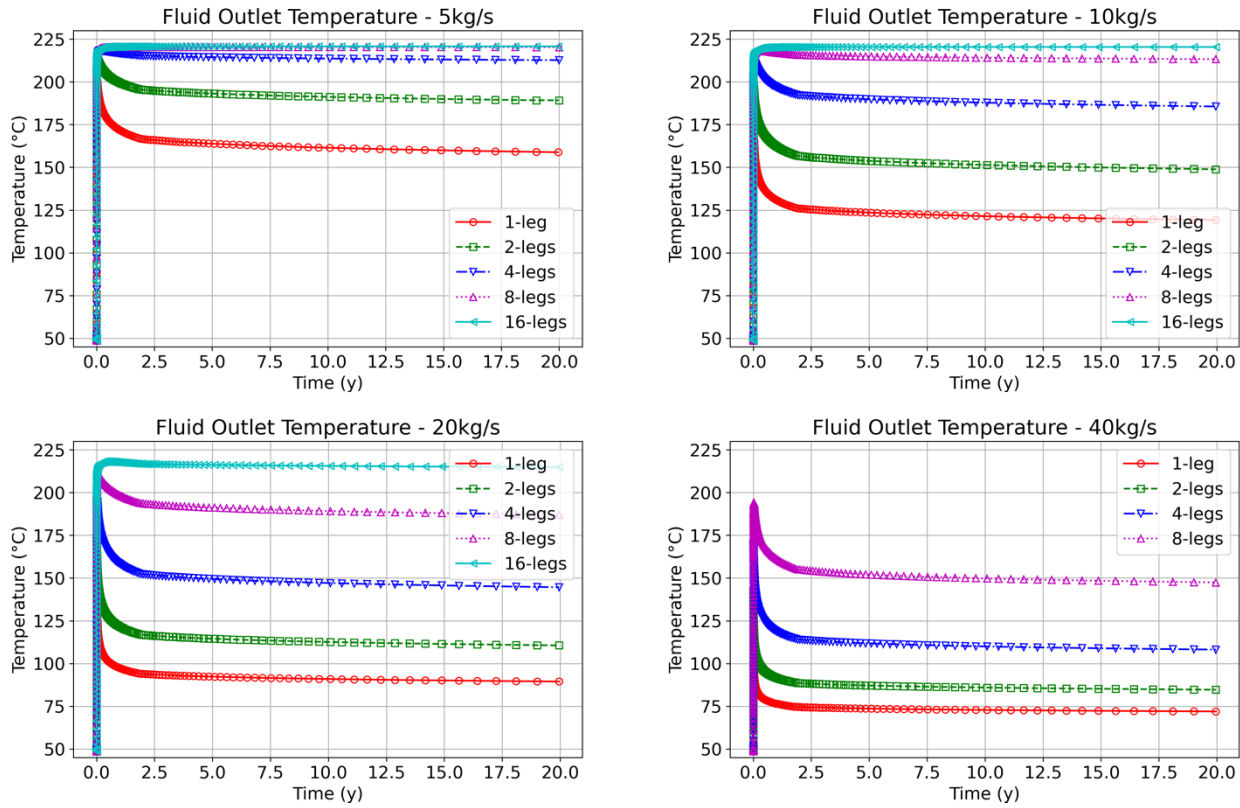 Fluid Outlet Temperature - 5kg/s
Temperature (°C)
225
200
175
150
125
100
75
50
1-leg
2-legs
4-legs
8-legs
16-legs
0.0 2.5 5.0 7.5 10.0 12.5 15.0 17.5 20.0
Time (y)
Fluid Outlet Temperature - 10kg/s
Temperature (°C)
225
200
175
150
125
100
75
50
1-leg
2-legs
4-legs
8-legs
16-legs
0.0 2.5 5.0 7.5 10.0 12.5 15.0 17.5 20.0
Time (y)
Fluid Outlet Temperature - 20kg/s
Temperature (°C)
225
200
175
150
125
100
75
50
1-leg
2-legs
4-legs
8-legs
16-legs
0.0 2.5 5.0 7.5 10.0 12.5 15.0 17.5 20.0
Time (y)
Fluid Outlet Temperature - 40kg/s
Temperature (°C)
225
200
175
150
125
100
75
50
1-leg
2-legs
4-legs
8-legs
0.0 2.5 5.0 7.5 10.0 12.5 15.0 17.5 20.0
Time (y)